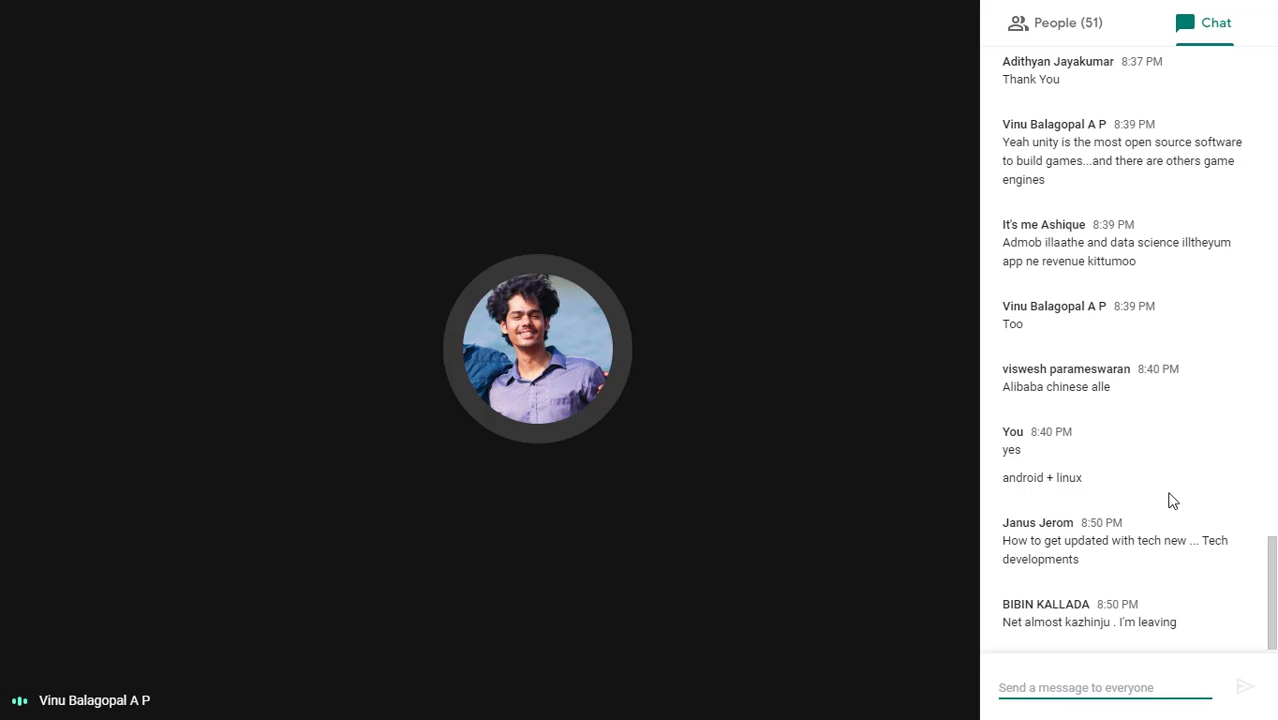 People (51)
Chat
Adithyan Jayakumar 8:37 PM
Thank You
Vinu Balagopal A P 8:39 PM
Yeah unity is the most open source software
to build games...and there are others game
engines
It's me Ashique 8:39 PM
Admob illaathe and data science illtheyum
app ne revenue kittumoo
Vinu Balagopal A P 8:39 PM
Too
viswesh parameswaran 8:40 PM
Alibaba chinese alle
You 8:40 PM
yes
android + linux
Janus Jerom 8:50 PM
How to get updated with tech new ... Tech
developments
BIBIN KALLADA 8:50 PM
Net almost kazhinju . I'm leaving
Send a message to everyone
Vinu Balagopal A P